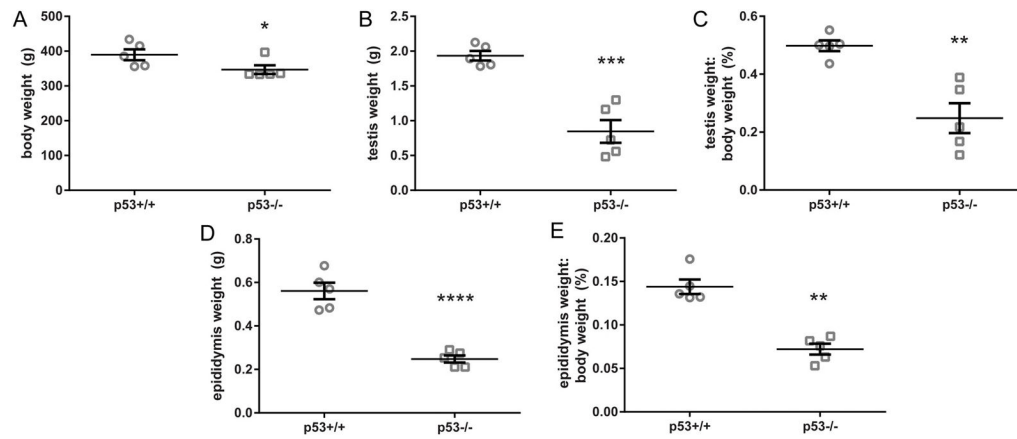 A
body weight (g)
500
400
300
200
100
0
*
p53+/+ p53-/-
B
testis weight (g)
2.5
2.0
1.5
1.0
0.5
0.0
***
p53+/+ p53-/-
C
testis weight:
body weight (%)
0.6
0.4
0.2
0.0
**
p53+/+ p53-/-
D
epididymis weight (g)
0.8
0.6
0.4
0.2
0.0
****
p53+/+ p53-/-
E
epididymis weight:
body weight (%)
0.20
0.15
0.10
0.05
0.00
**
p53+/+ p53-/-